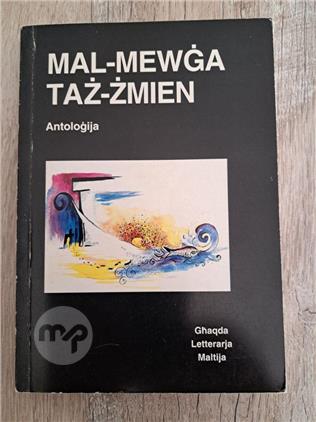 MAL-MEWĠA
TAŻ-ŻMIEN
Antoloġija
mp
Għaqda
Letterarja
Maltija